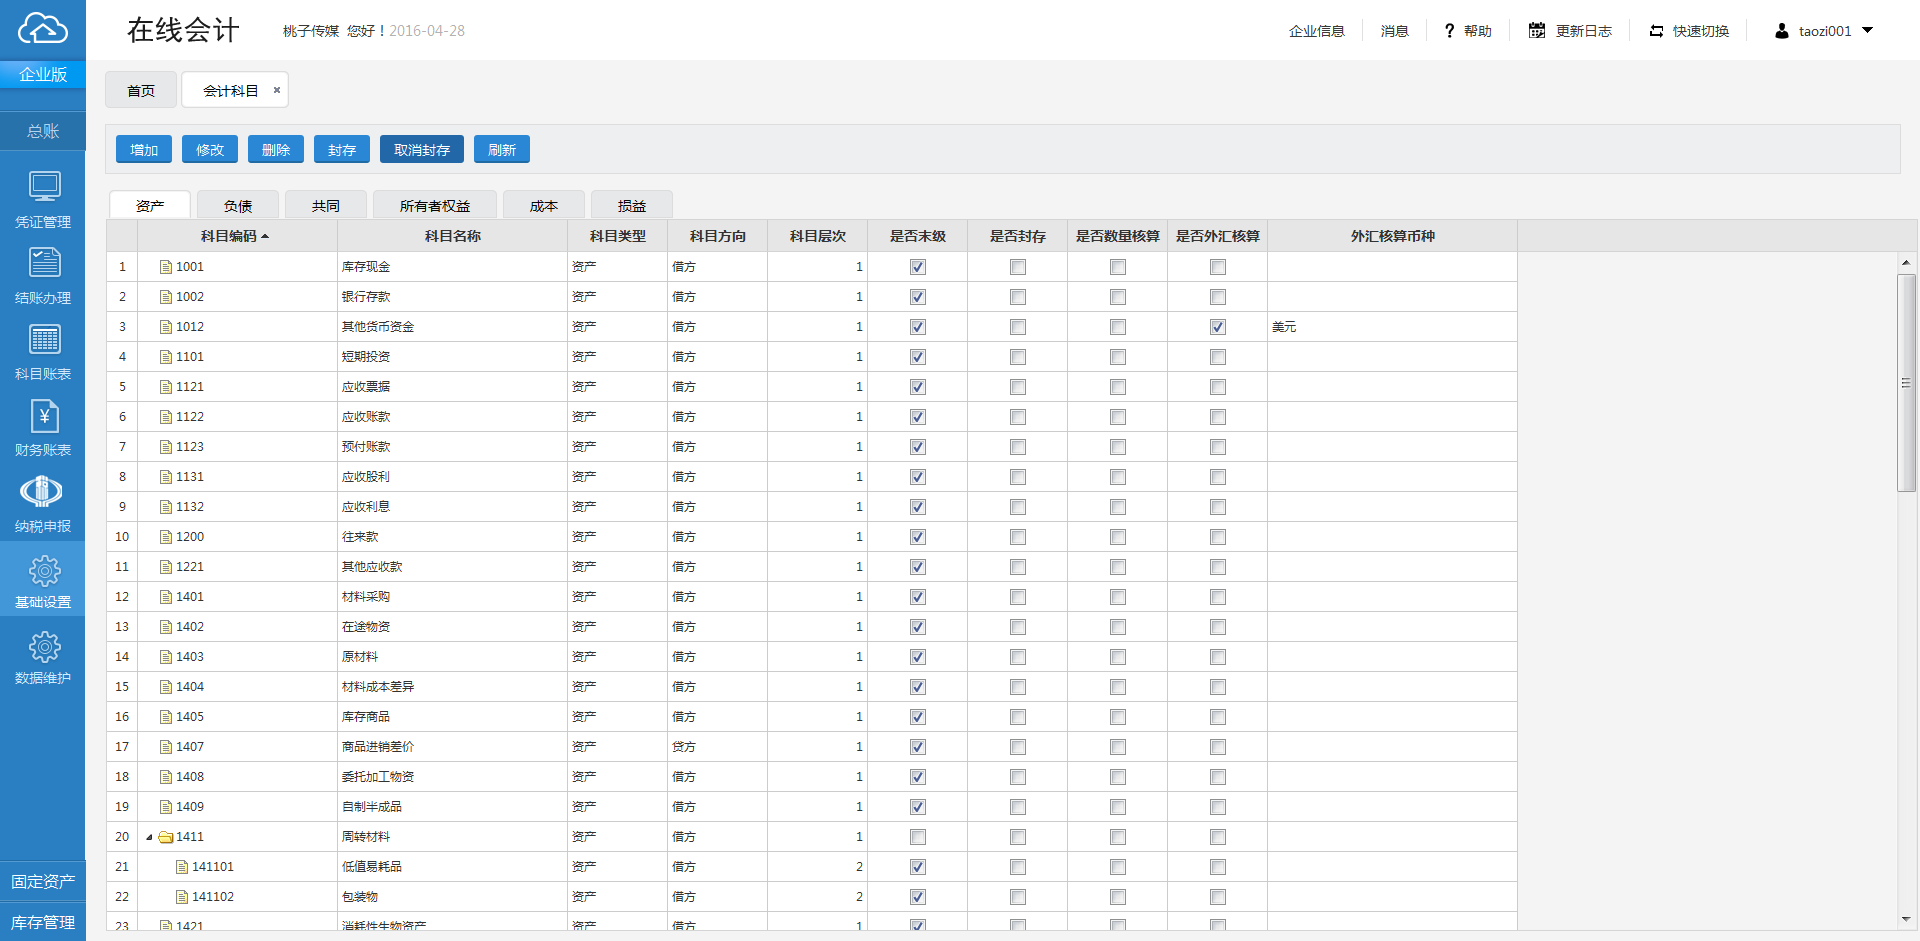 在线会计 桃子传媒 您好！2016-04-28 企业信息 消息 ? 帮助 更新日志 快速切换 taozi001
企业版
首页 会计科目 ×
总账
增加 修改 删除 封存 取消封存 刷新
凭证管理
结账办理
科目账表
¥
财务账表
纳税申报
基础设置
数据维护
固定资产
库存管理
资产 负债 共同 所有者权益 成本 损益
科目编码 科目名称 科目类型 科目方向 科目层次 是否末级 是否封存 是否数量核算 是否外汇核算 外汇核算币种
1 1001 库存现金 资产 借方 1
2 1002 银行存款 资产 借方 1
3 1012 其他货币资金 资产 借方 1 美元
4 1101 短期投资 资产 借方 1
5 1121 应收票据 资产 借方 1
6 1122 应收账款 资产 借方 1
7 1123 预付账款 资产 借方 1
8 1131 应收股利 资产 借方 1
9 1132 应收利息 资产 借方 1
10 1200 往来款 资产 借方 1
11 1221 其他应收款 资产 借方 1
12 1401 材料采购 资产 借方 1
13 1402 在途物资 资产 借方 1
14 1403 原材料 资产 借方 1
15 1404 材料成本差异 资产 借方 1
16 1405 库存商品 资产 借方 1
17 1407 商品进销差价 资产 贷方 1
18 1408 委托加工物资 资产 借方 1
19 1409 自制半成品 资产 借方 1
20 1411 周转材料 资产 借方 1
21 141101 低值易耗品 资产 借方 2
22 141102 包装物 资产 借方 2
23 1421 消耗性生物资产 资产 借方 1